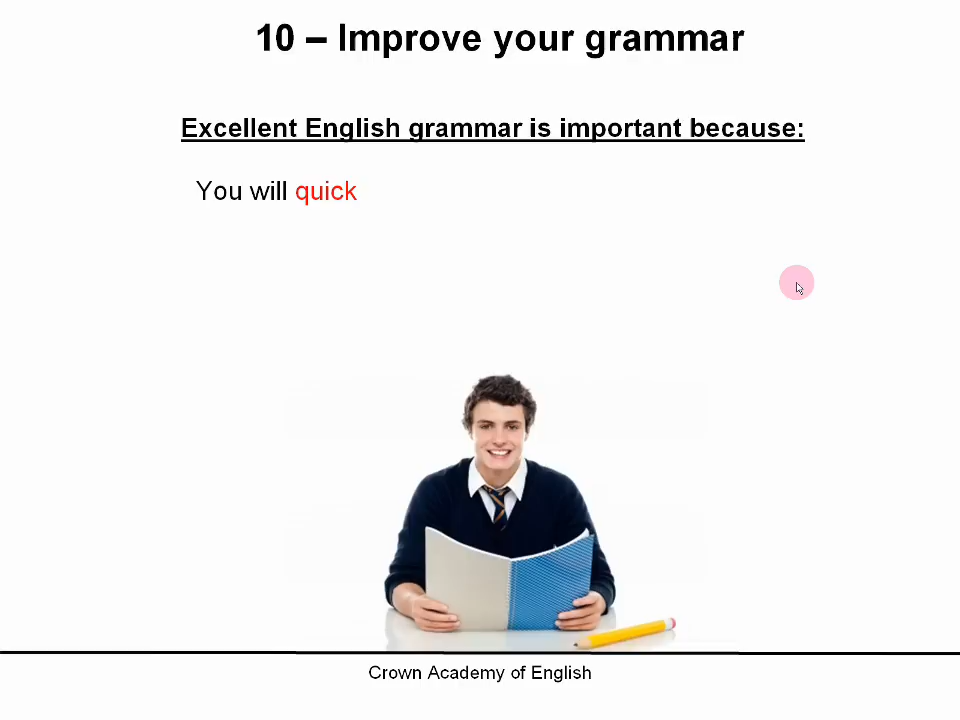 10 – Improve your grammar
Excellent English grammar is important because:
You will quick
Crown Academy of English